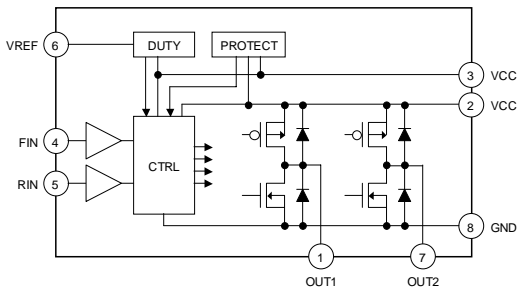 VREF 6 DUTY PROTECT
3 VCC
2 VCC
FIN 4
CTRL
RIN 5
8 GND
1 7
OUT1 OUT2